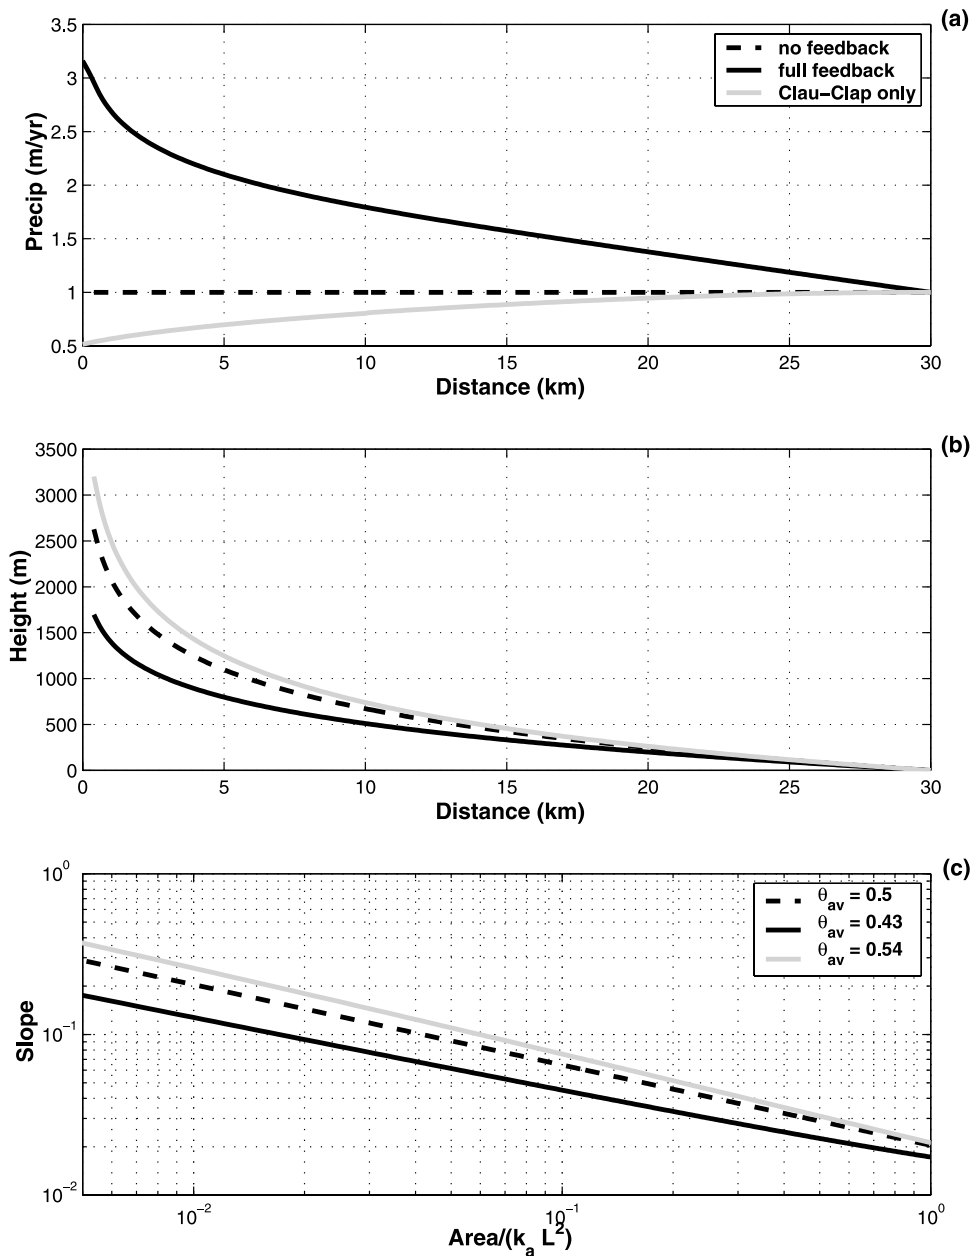 (a)
3.5
3
2.5
2
1.5
1
0.5
Precip (m/yr)
no feedback
full feedback
Clau-Clap only
0 5 10 15 20 25 30
Distance (km)
(b)
3500
3000
2500
2000
1500
1000
500
0
Height (m)
0 5 10 15 20 25 30
Distance (km)
(c)
10^0
10^-1
10^-2
Slope
θ_av = 0.5
θ_av = 0.43
θ_av = 0.54
10^-2 10^-1 10^0
Area/(k_a L^2)